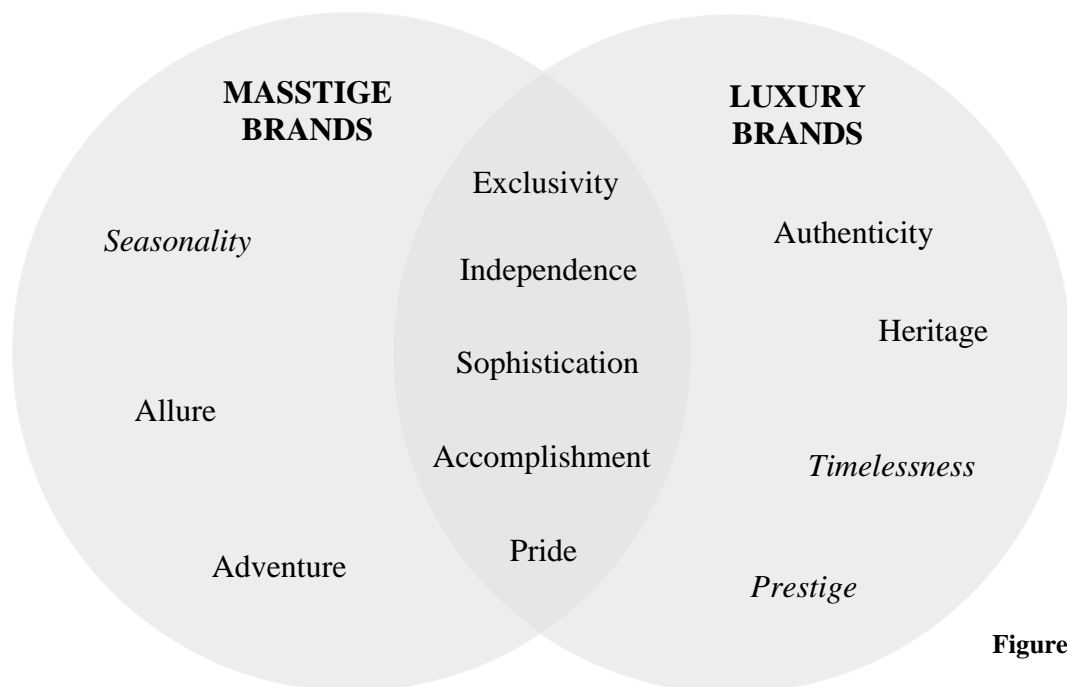 MASSTIGE
BRANDS
Seasonality
Allure
Adventure
Exclusivity
Independence
Sophistication
Accomplishment
Pride
LUXURY
BRANDS
Authenticity
Heritage
Timelessness
Prestige
Figure